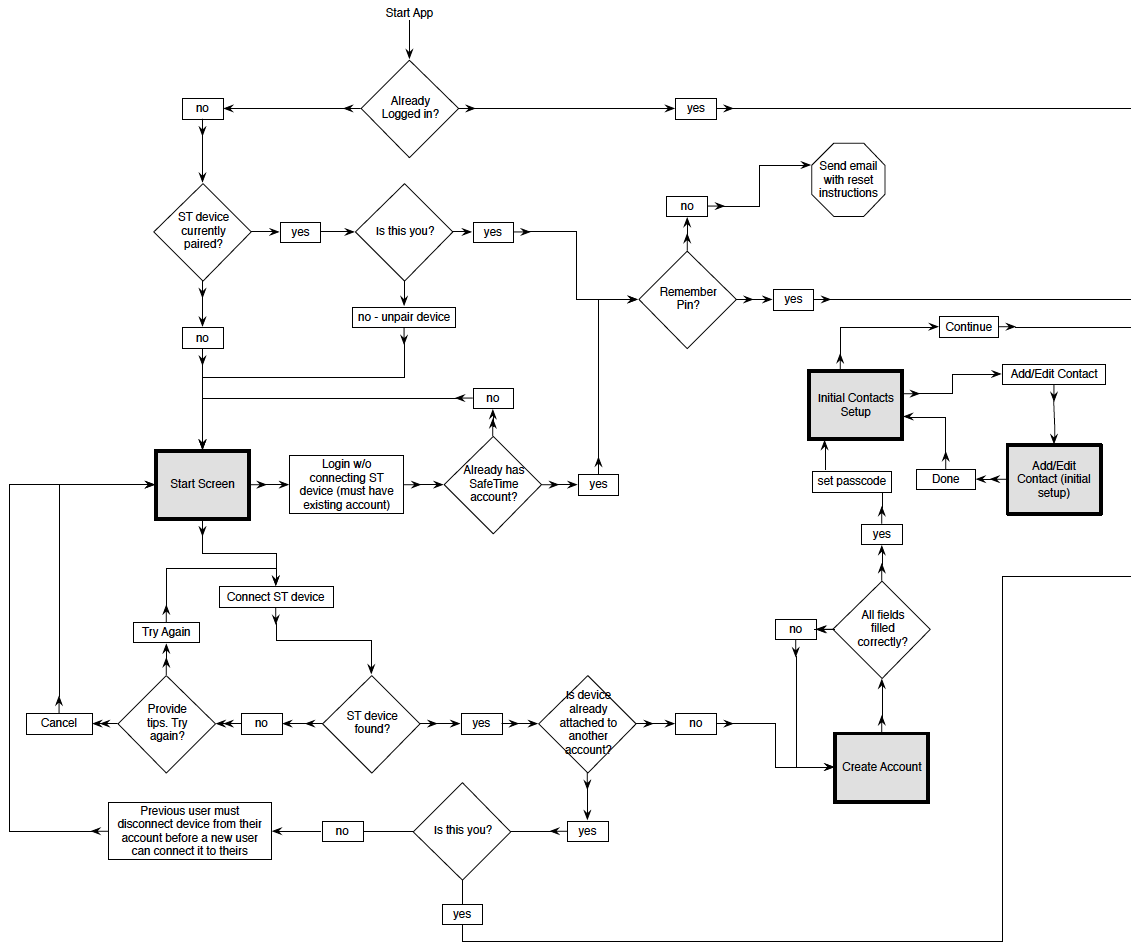 Start App
Already
Logged in?
no
yes
Send email
with reset
instructions
no
ST device
currently
paired?
yes
Is this you?
yes
Remember
Pin?
yes
no - unpair device
no
Continue
Add/Edit Contact
Initial Contacts
Setup
no
Start Screen
Login w/o
connecting ST
device (must have
existing account)
Already has
SafeTime
account?
yes
set passcode
Done
Add/Edit
Contact (initial
setup)
yes
Connect ST device
Try Again
no
All fields
filled
correctly?
Cancel
Provide
tips. Try
again?
no
ST device
found?
yes
Is device
already
attached to
another
account?
no
Create Account
Previous user must
disconnect device from their
account before a new user
can connect it to theirs
no
Is this you?
yes
yes